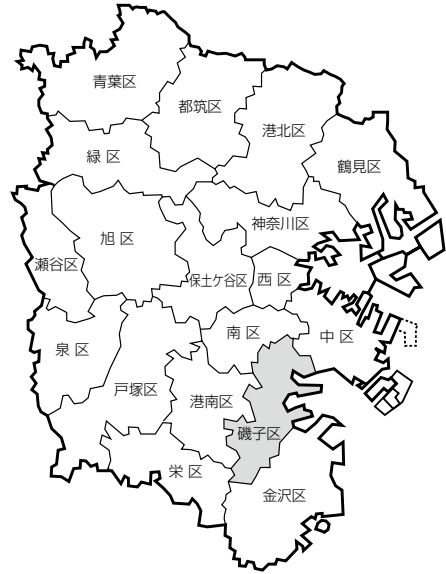 青葉区
都筑区
港北区
緑 区
鶴見区
神奈川区
旭 区
瀬谷区
保土ケ谷区
西 区
南 区
中 区
泉 区
戸塚区
港南区
磯子区
栄 区
金沢区